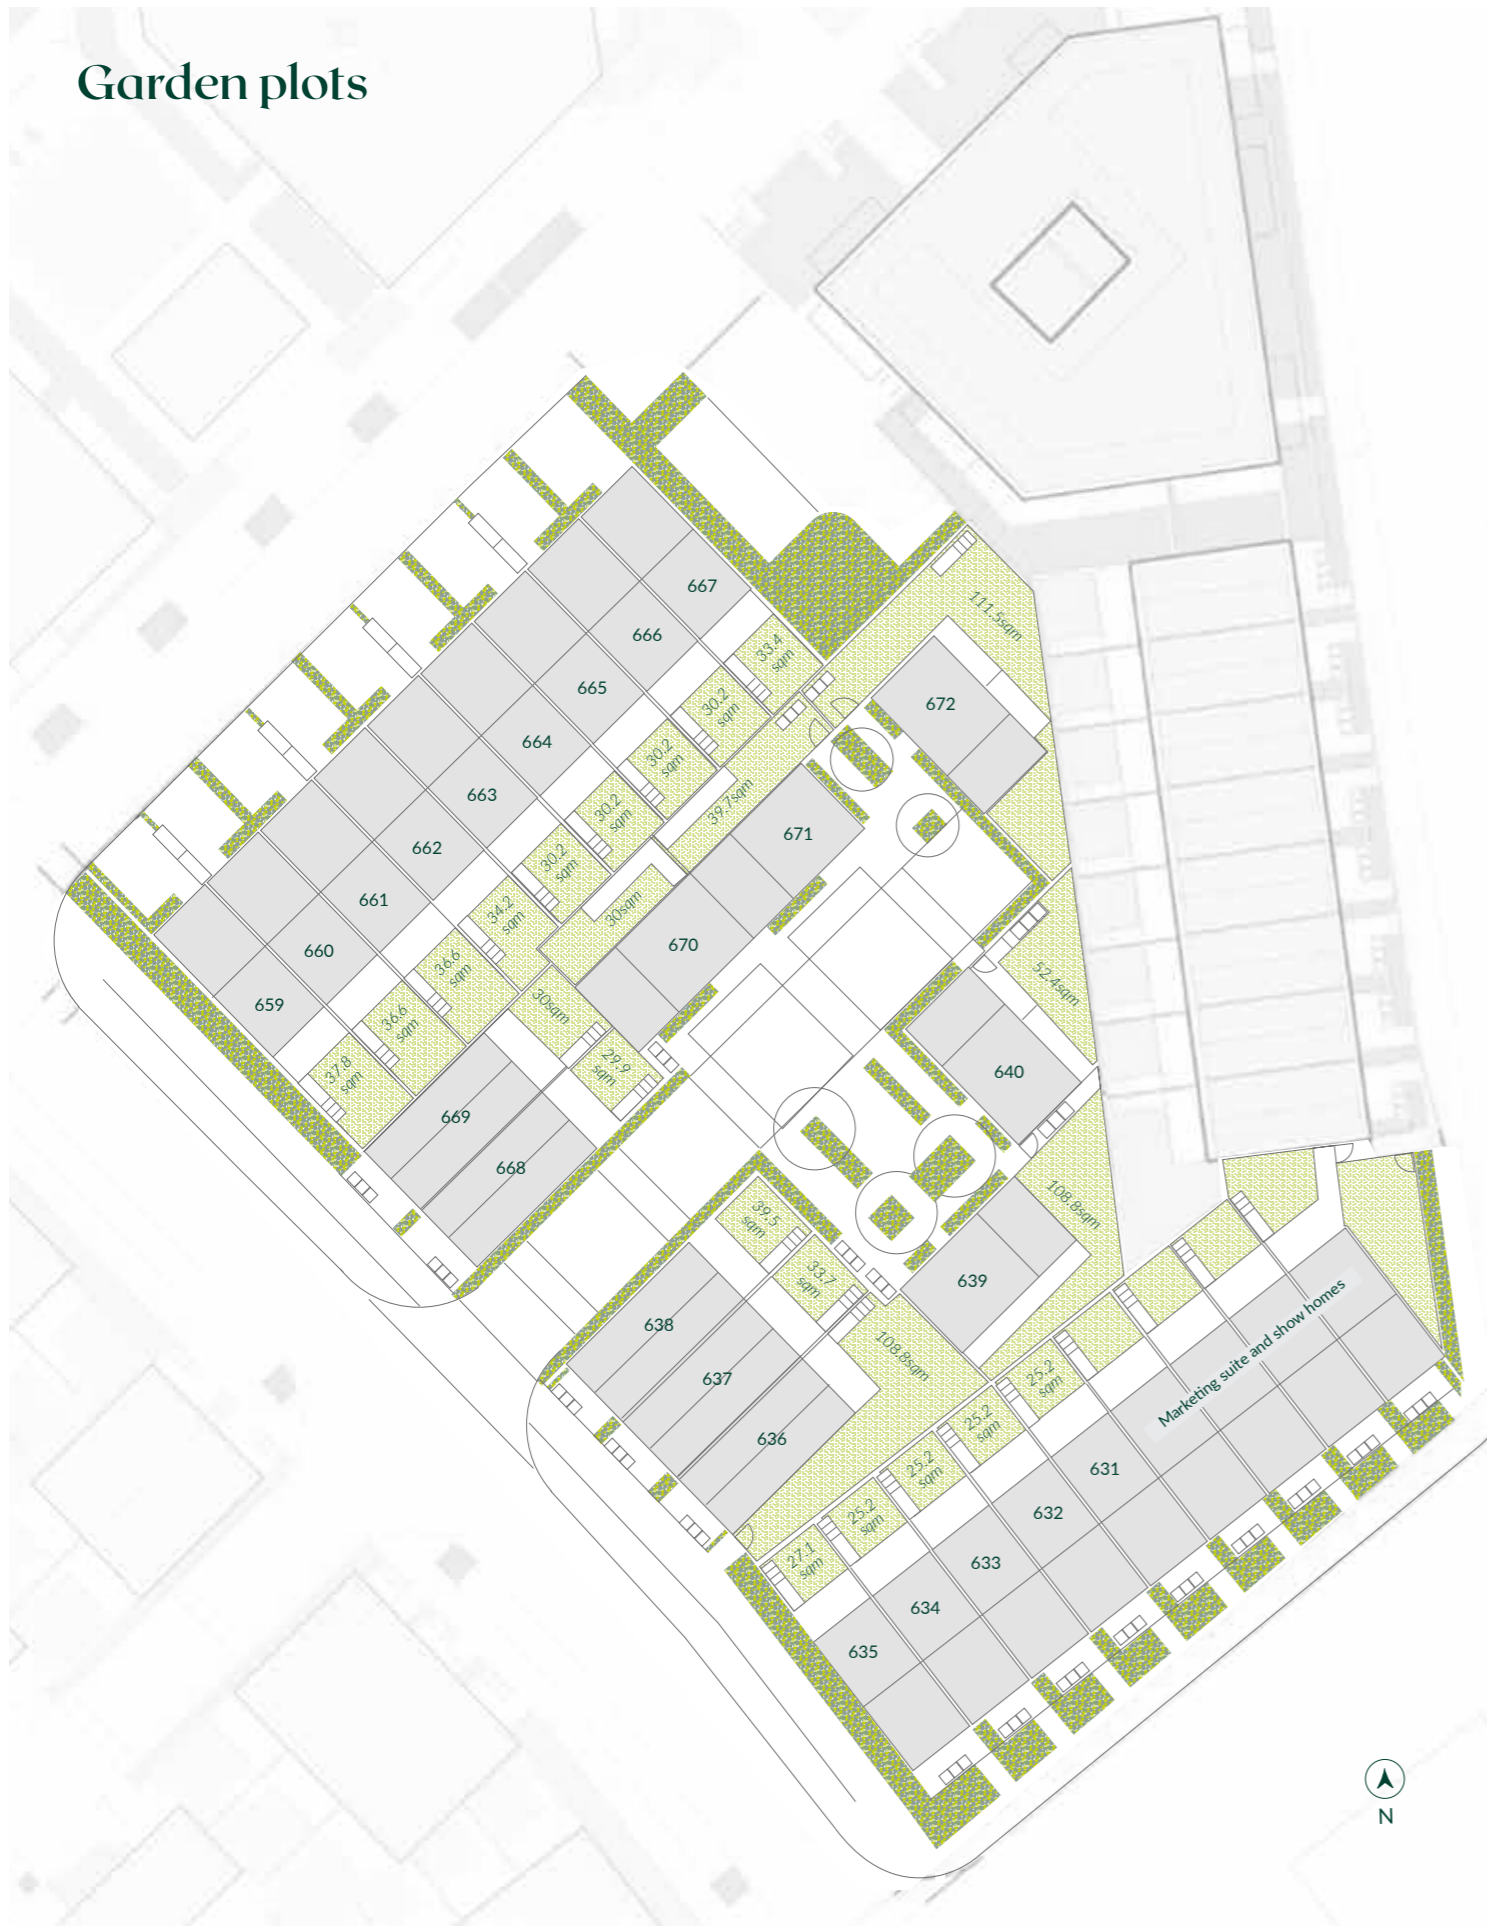 Garden plots
111.5sqm
667
33.4
sqm
666
30.2
sqm
672
665
30.2
sqm
664
30.2
sqm
39.7sqm
671
663
30.2
sqm
662
34.2
sqm
30sqm
670
661
36.6
sqm
660
36.6
sqm
30sqm
52.4sqm
659
37.8
sqm
29.9
sqm
640
669
668
108.8sqm
39.5
sqm
33.7
sqm
639
638
637
636
108.8sqm
Marketing suite and show homes
25.2
sqm
25.2
sqm
25.2
sqm
25.2
sqm
27.1
sqm
631
632
633
634
635
N